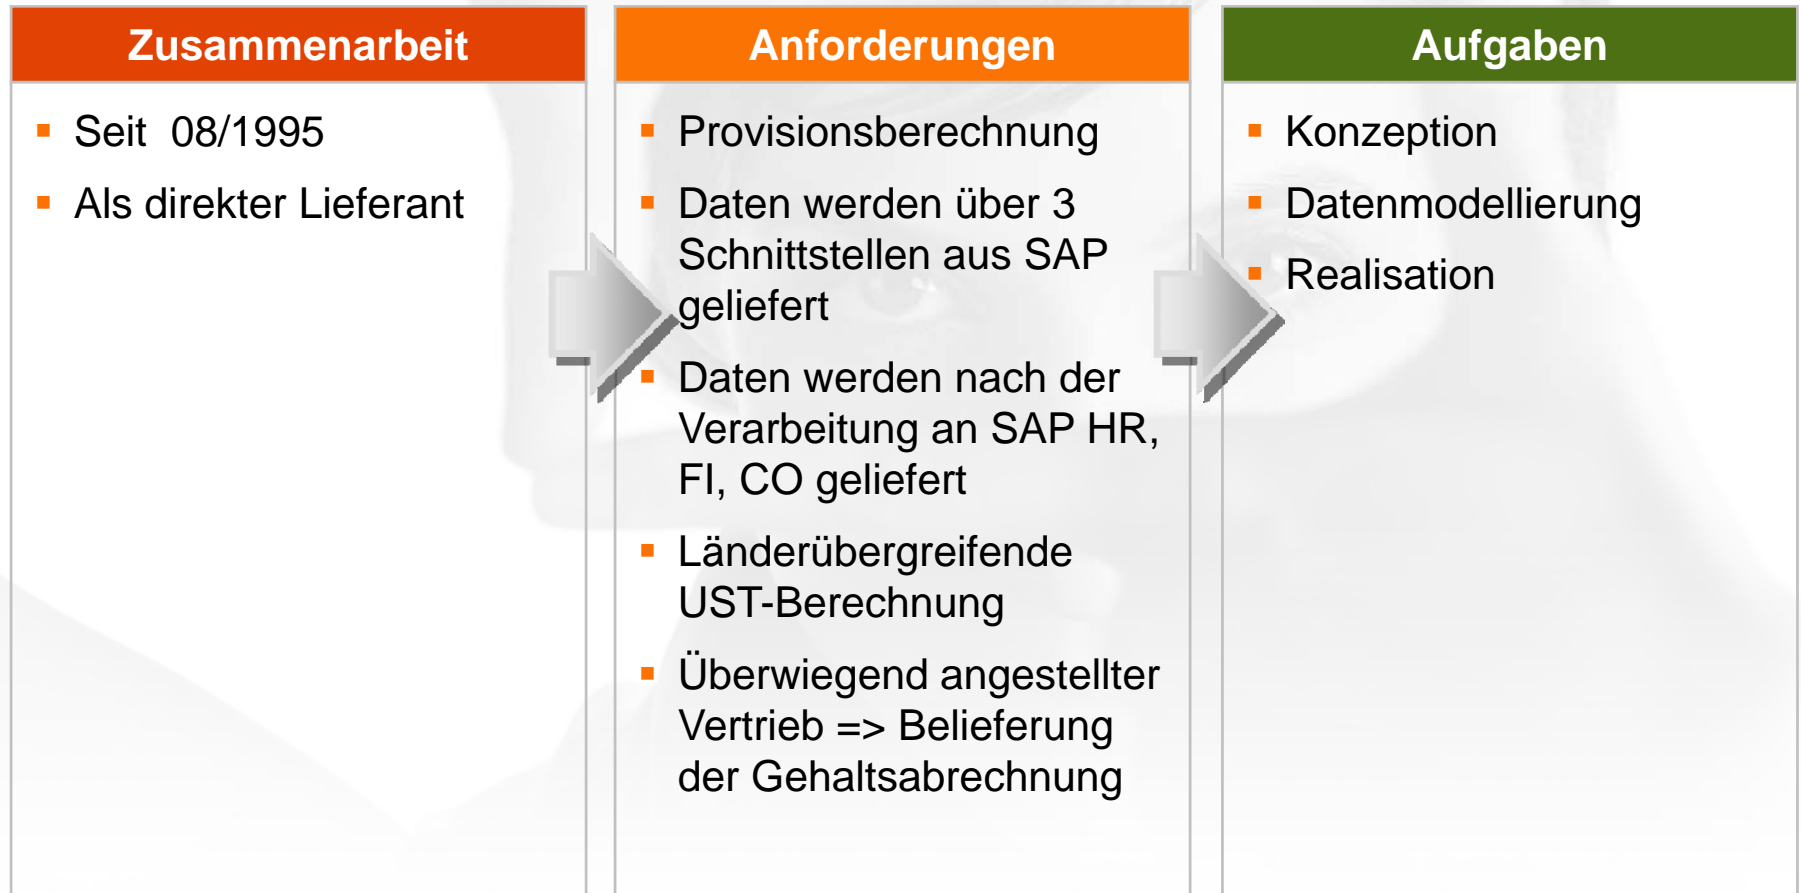 Zusammenarbeit
Seit 08/1995
Als direkter Lieferant
Anforderungen
Provisionsberechnung
Daten werden über 3
Schnittstellen aus SAP
geliefert
Daten werden nach der
Verarbeitung an SAP HR,
FI, CO geliefert
Länderübergreifende
UST-Berechnung
Überwiegend angestellter
Vertrieb => Belieferung
der Gehaltsabrechnung
Aufgaben
Konzeption
Datenmodellierung
Realisation